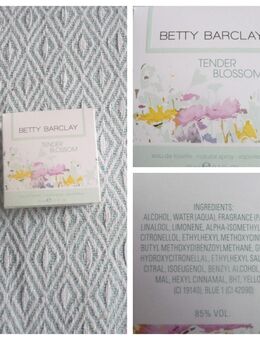 BETTY BARCLAY
TENDER
BLOSSOM
BETTY BARCLAY
TENDER
BLOSSOM
eau de toilette natural spray
INGREDIENTS:
ALCOHOL, WATER (AQUA), FRAGRANCE (P
LINALOOL, LIMONENE, ALPHA-ISOMETHYL
CITRONELLOL, ETHYLHEXYL METHOXYCIN
BUTYL METHOXYDIBENZOYLMETHANE, G
HYDROXYCITRONELLAL, ETHYLHEXYL SAL
CITRAL, ISOEUGENOL, BENZYL ALCOHOL
MAL, HEXYL CINNAMAL, BHT, YELLO
(CI 19140), BLUE 1 (CI 42090)
85% VOL.